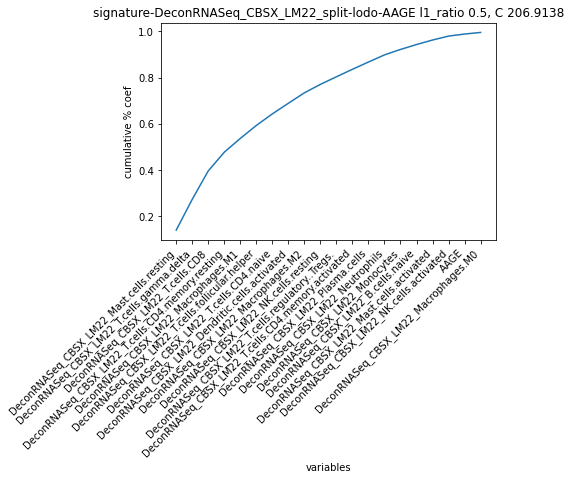 signature-DeconRNASeq_CBSX_LM22_split-lodo-AAGE l1_ratio 0.5, C 206.9138
1.0
0.8
0.6
0.4
0.2
cumulative % coef
DeconRNASeq_CBSX_LM22_Mast.cells.resting
DeconRNASeq_CBSX_LM22_T.cells.gamma.delta
DeconRNASeq_CBSX_LM22_T.cells.CD8
DeconRNASeq_CBSX_LM22_T.cells.CD4.memory.resting
DeconRNASeq_CBSX_LM22_Macrophages.M1
DeconRNASeq_CBSX_LM22_T.cells.follicular.helper
DeconRNASeq_CBSX_LM22_T.cells.CD4.naive
DeconRNASeq_CBSX_LM22_Dendritic.cells.activated
DeconRNASeq_CBSX_LM22_Macrophages.M2
DeconRNASeq_CBSX_LM22_NK.cells.resting
DeconRNASeq_CBSX_LM22_T.cells.regulatory..Tregs.
DeconRNASeq_CBSX_LM22_T.cells.CD4.memory.activated
DeconRNASeq_CBSX_LM22_Plasma.cells
DeconRNASeq_CBSX_LM22_Neutrophils
DeconRNASeq_CBSX_LM22_Monocytes
DeconRNASeq_CBSX_LM22_B.cells.naive
DeconRNASeq_CBSX_LM22_Mast.cells.activated
DeconRNASeq_CBSX_LM22_NK.cells.activated
AAGE
DeconRNASeq_CBSX_LM22_Macrophages.M0
variables